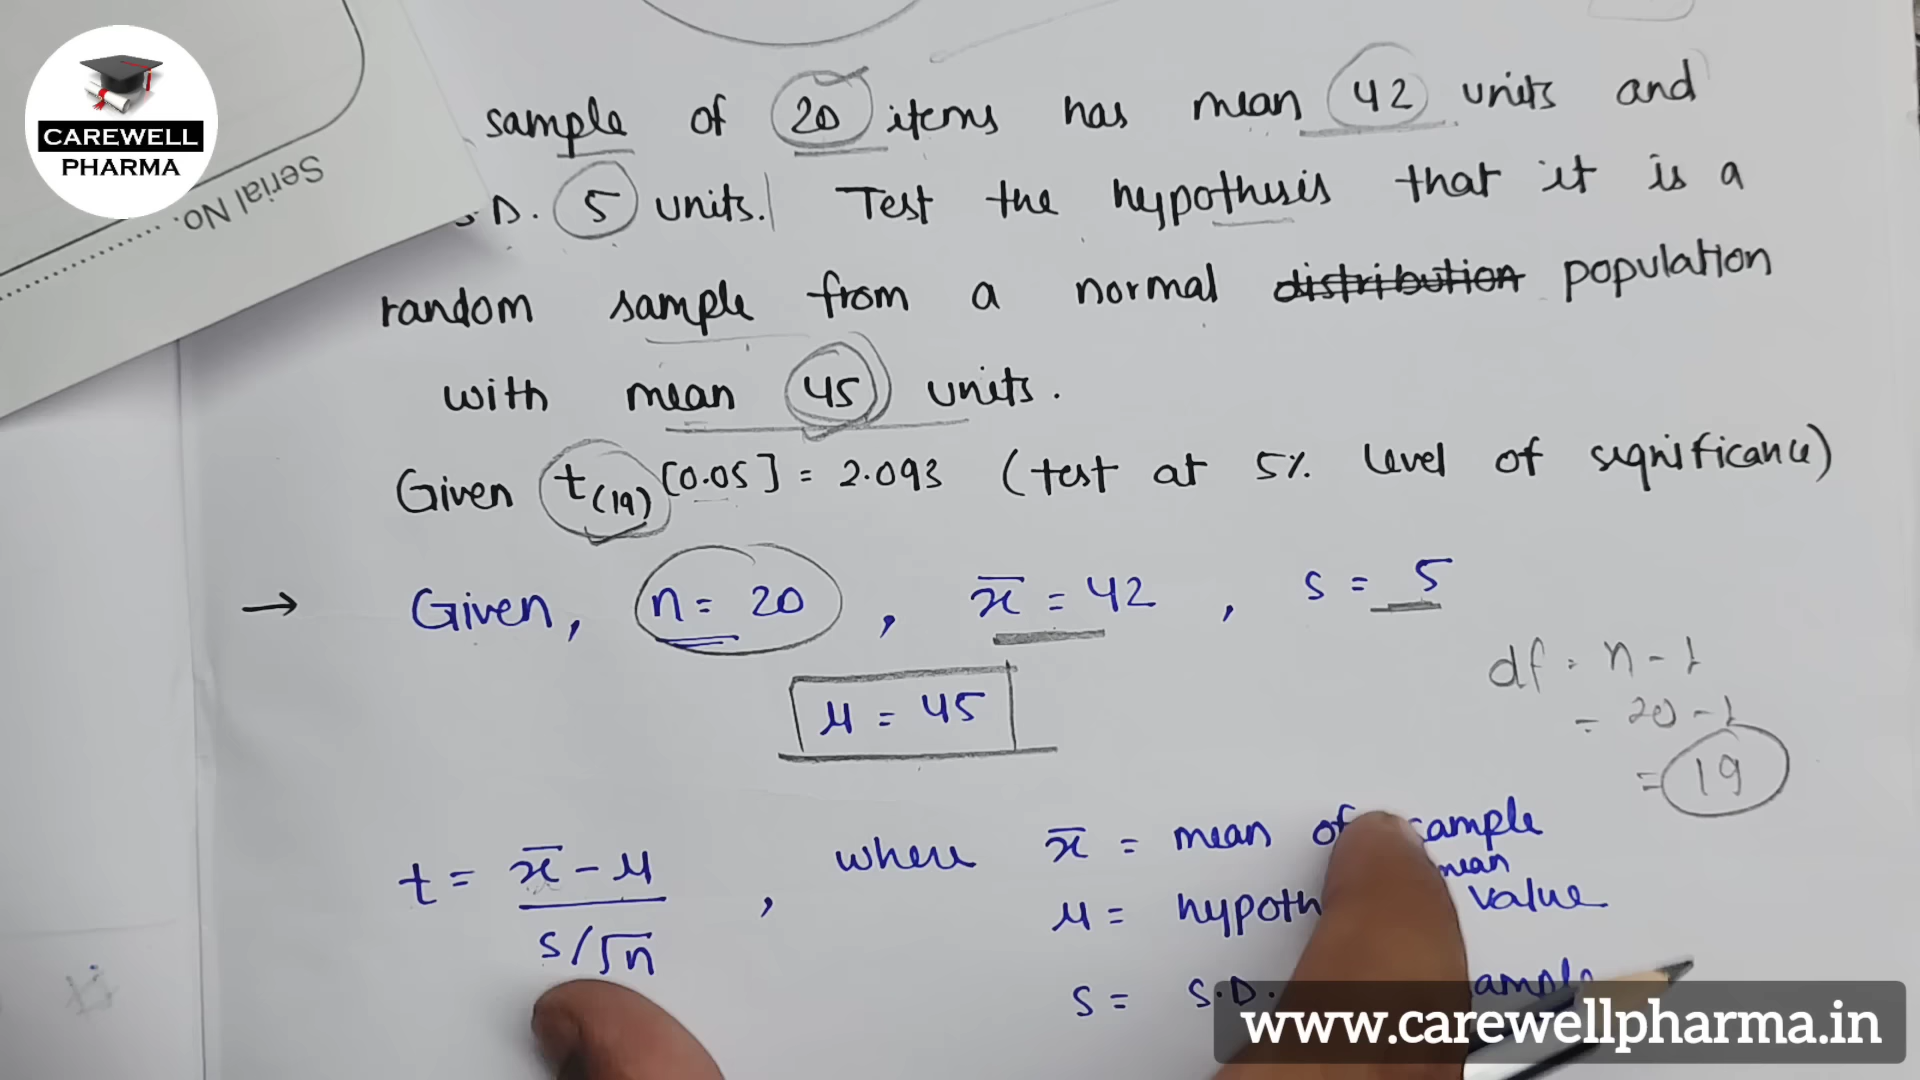 CAREWELL
PHARMA
Serial No.
sample of 20 items has mean 42 units and
.D. 5 units. Test the hypothesis that it is a
random sample from a normal distribution population
with mean 45 units.
Given t(19) [0.05] = 2.093 (test at 5% level of significance)
→ Given, n = 20 , x̄ = 42 , s = 5
μ = 45
df = n - 1
= 20 - 1
= 19
t = x̄ - μ / s/√n , where x̄ = mean of sample
mean
μ = hypoth value
s = S.D. ample
www.carewellpharma.in